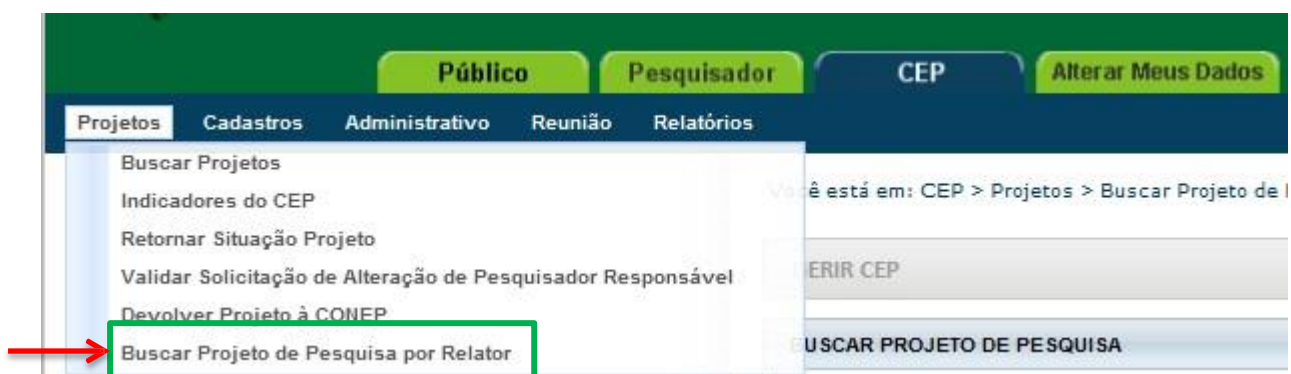 Público Pesquisador CEP Alterar Meus Dados
Projetos Cadastros Administrativo Reunião Relatórios
Buscar Projetos
Indicadores do CEP
ê está em: CEP > Projetos > Buscar Projeto de
Retornar Situação Projeto
Validar Solicitação de Alteração de Pesquisador Responsável
ERIR CEP
Devolver Projeto à CONEP
Buscar Projeto de Pesquisa por Relator
USCAR PROJETO DE PESQUISA